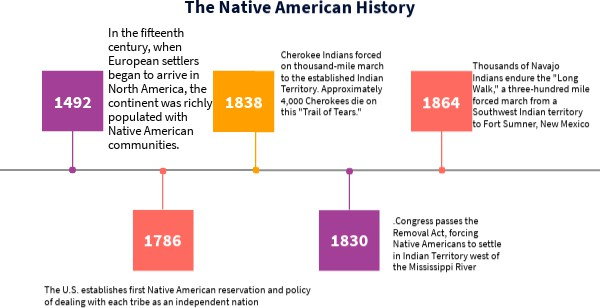 The Native American History
In the fifteenth
century, when
European settlers
began to arrive in
North America, the
continent was richly
populated with
Native American
communities.
1492
1786
The U.S. establishes first Native American reservation and policy
of dealing with each tribe as an independent nation
1838
Cherokee Indians forced
on thousand-mile march
to the established Indian
Territory. Approximately
4,000 Cherokees die on
this "Trail of Tears."
1830
.Congress passes the
Removal Act, forcing
Native Americans to settle
in Indian Territory west of
the Mississippi River
1864
Thousands of Navajo
Indians endure the "Long
Walk," a three-hundred mile
forced march from a
Southwest Indian territory
to Fort Sumner, New Mexico